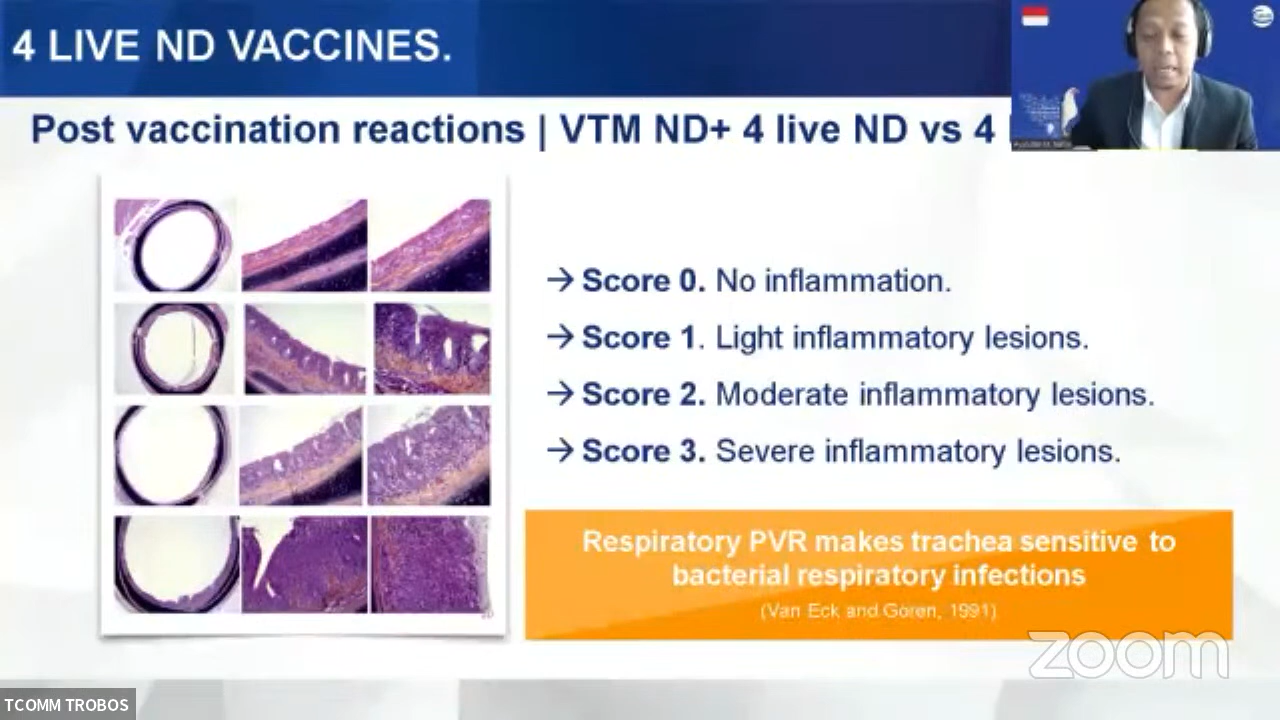 4 LIVE ND VACCINES.
Post vaccination reactions | VTM ND+ 4 live ND vs 4
→ Score 0. No inflammation.
→ Score 1. Light inflammatory lesions.
→ Score 2. Moderate inflammatory lesions.
→ Score 3. Severe inflammatory lesions.
Respiratory PVR makes trachea sensitive to
bacterial respiratory infections
(Van Eck and Goren, 1991)
zoom
TCOMM TROBOS